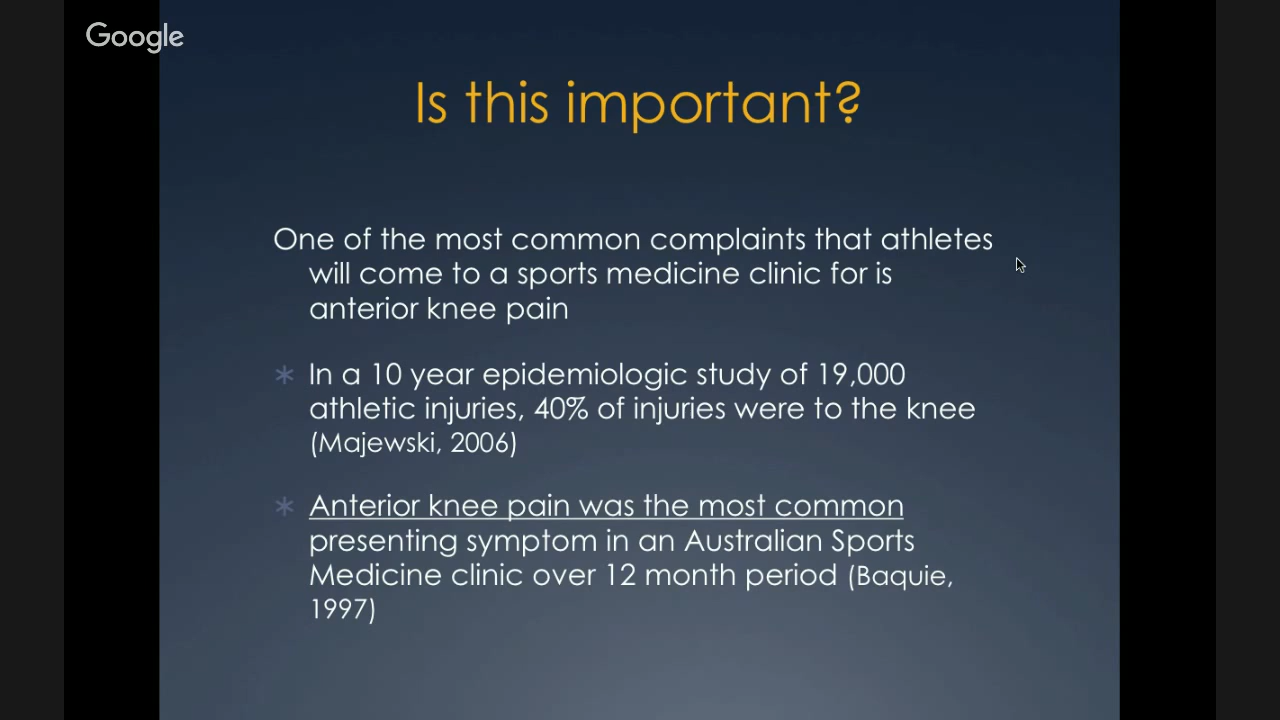 Google
Is this important?
One of the most common complaints that athletes
will come to a sports medicine clinic for is
anterior knee pain
* In a 10 year epidemiologic study of 19,000
athletic injuries, 40% of injuries were to the knee
(Majewski, 2006)
* Anterior knee pain was the most common
presenting symptom in an Australian Sports
Medicine clinic over 12 month period (Baquie,
1997)